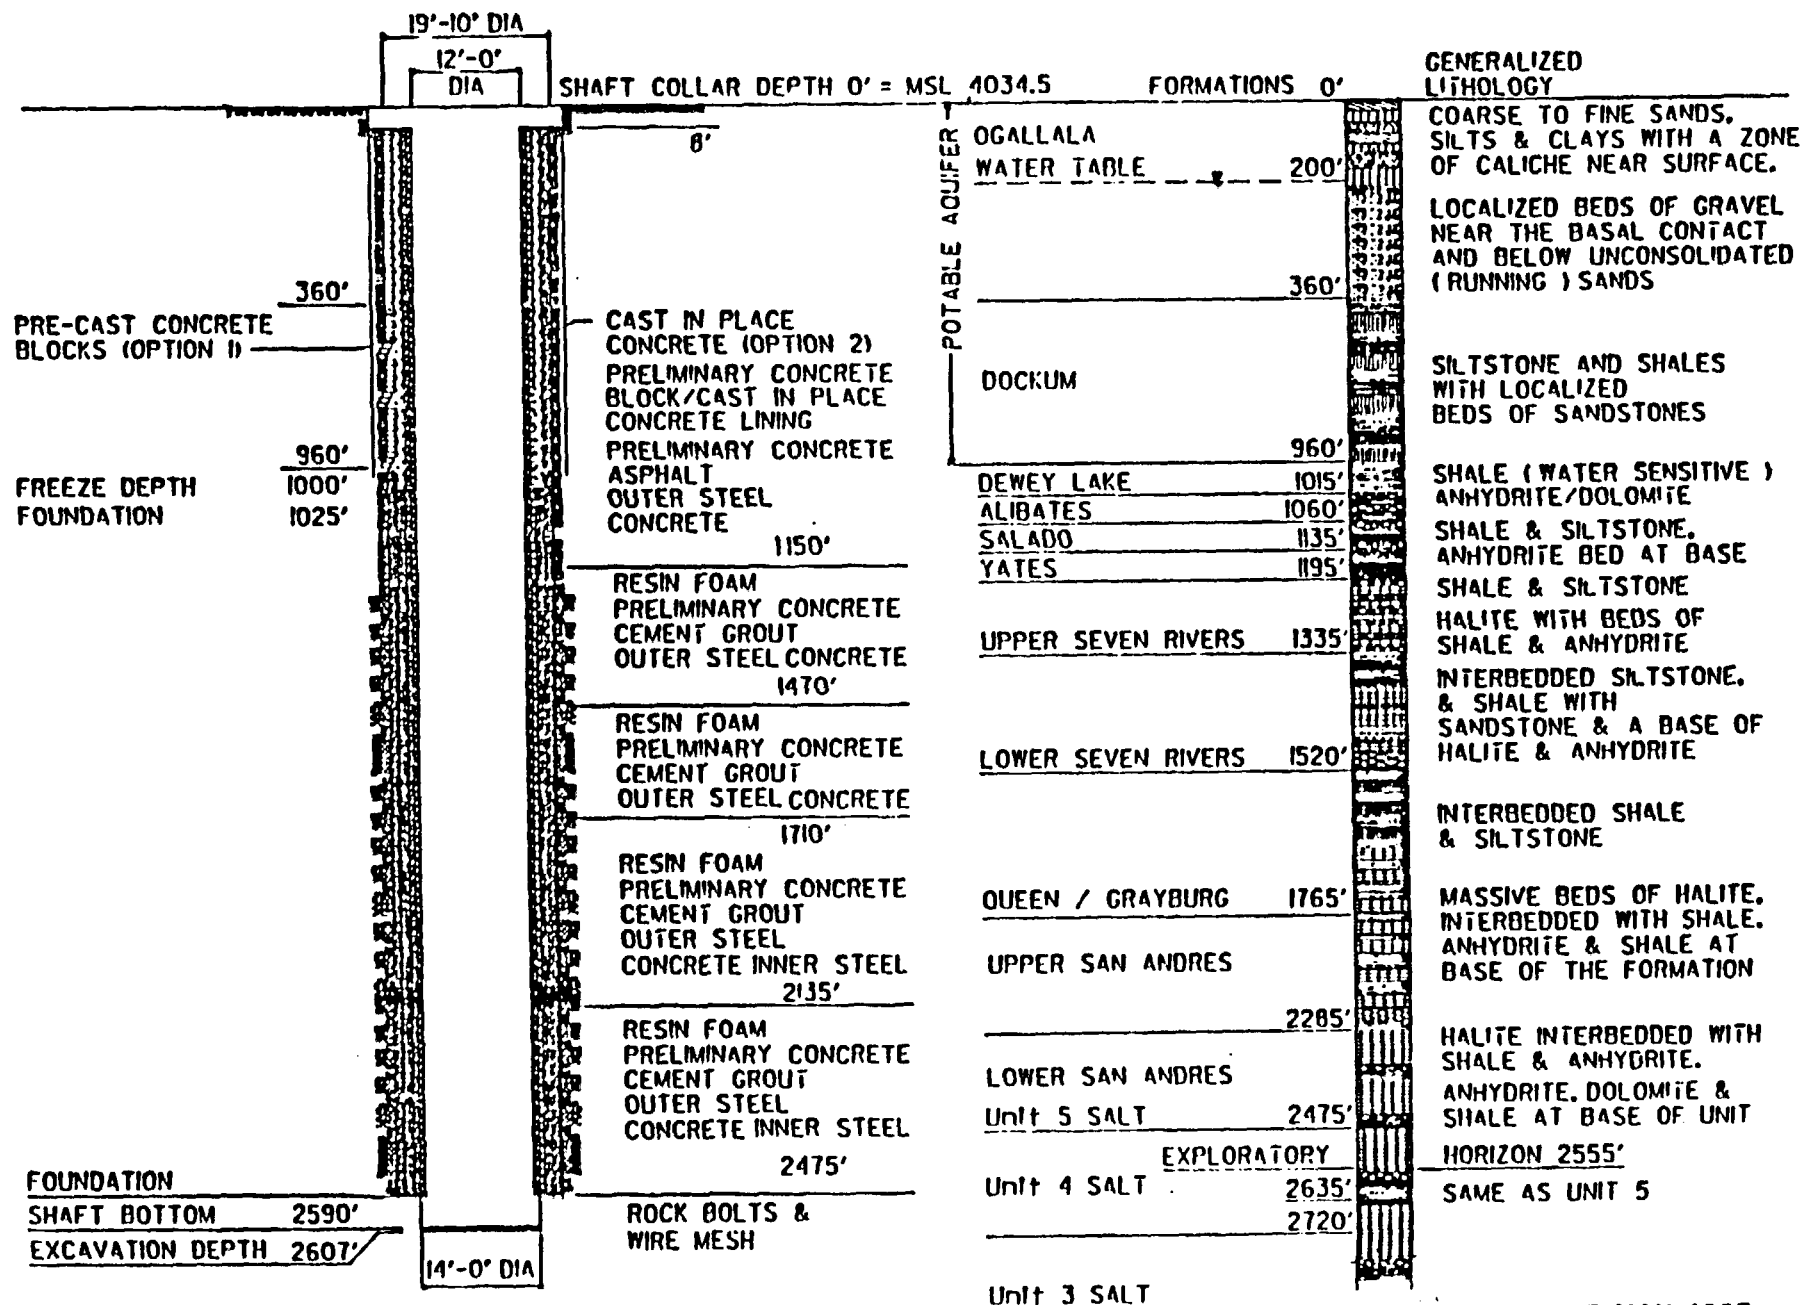 19'-10" DIA
12'-0"
DIA
SHAFT COLLAR DEPTH 0' = MSL 4034.5
8'
360'
PRE-CAST CONCRETE
BLOCKS (OPTION 1)
960'
FREEZE DEPTH 1000'
FOUNDATION 1025'
CAST IN PLACE
CONCRETE (OPTION 2)
PRELIMINARY CONCRETE
BLOCK/CAST IN PLACE
CONCRETE LINING
PRELIMINARY CONCRETE
ASPHALT
OUTER STEEL
CONCRETE
1150'
RESIN FOAM
PRELIMINARY CONCRETE
CEMENT GROUT
OUTER STEEL CONCRETE
1470'
RESIN FOAM
PRELIMINARY CONCRETE
CEMENT GROUT
OUTER STEEL CONCRETE
1710'
RESIN FOAM
PRELIMINARY CONCRETE
CEMENT GROUT
OUTER STEEL
CONCRETE INNER STEEL
2135'
RESIN FOAM
PRELIMINARY CONCRETE
CEMENT GROUT
OUTER STEEL
CONCRETE INNER STEEL
2475'
ROCK BOLTS &
WIRE MESH
FOUNDATION
SHAFT BOTTOM 2590'
EXCAVATION DEPTH 2607'
14'-0" DIA
FORMATIONS 0'
POTABLE AQUIFER
OGALLALA
WATER TABLE 200'
360'
DOCKUM
960'
DEWEY LAKE 1015'
ALIBATES 1060'
SALADO 1135'
YATES 1195'
UPPER SEVEN RIVERS 1335'
LOWER SEVEN RIVERS 1520'
QUEEN / GRAYBURG 1765'
UPPER SAN ANDRES
2285'
LOWER SAN ANDRES
Unit 5 SALT 2475'
EXPLORATORY HORIZON 2555'
Unit 4 SALT 2635'
2720'
Unit 3 SALT
GENERALIZED
LITHOLOGY
COARSE TO FINE SANDS.
SILTS & CLAYS WITH A ZONE
OF CALICHE NEAR SURFACE.
LOCALIZED BEDS OF GRAVEL
NEAR THE BASAL CONTACT
AND BELOW UNCONSOLIDATED
(RUNNING) SANDS
SILTSTONE AND SHALES
WITH LOCALIZED
BEDS OF SANDSTONES
SHALE (WATER SENSITIVE)
ANHYDRITE/DOLOMITE
SHALE & SILTSTONE.
ANHYDRITE BED AT BASE
SHALE & SILTSTONE
HALITE WITH BEDS OF
SHALE & ANHYDRITE
INTERBEDDED SILTSTONE.
& SHALE WITH
SANDSTONE & A BASE OF
HALITE & ANHYDRITE
INTERBEDDED SHALE
& SILTSTONE
MASSIVE BEDS OF HALITE.
INTERBEDDED WITH SHALE.
ANHYDRITE & SHALE AT
BASE OF THE FORMATION
HALITE INTERBEDDED WITH
SHALE & ANHYDRITE.
ANHYDRITE. DOLOMITE &
SHALE AT BASE OF UNIT
SAME AS UNIT 5